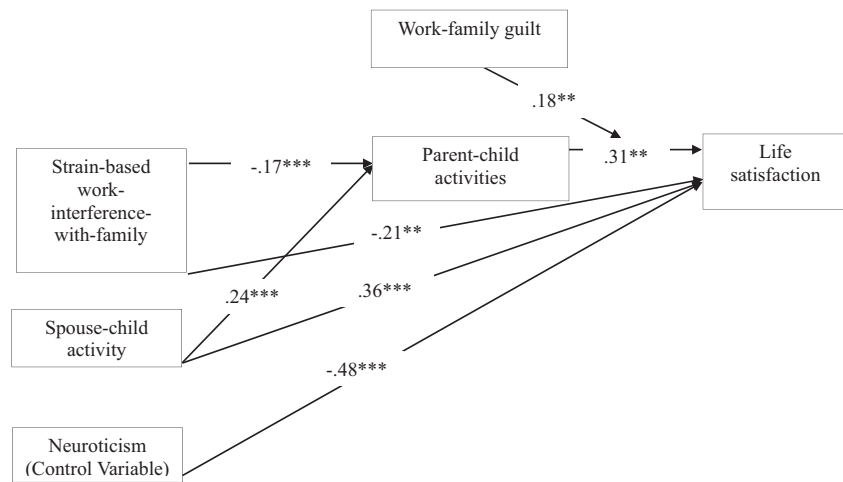 Work-family guilt
.18**
Strain-based
work-
interference-
with-family
-.17***
Parent-child
activities
.31**
Life
satisfaction
-.21**
.24***
.36***
Spouse-child
activity
-.48***
Neuroticism
(Control Variable)